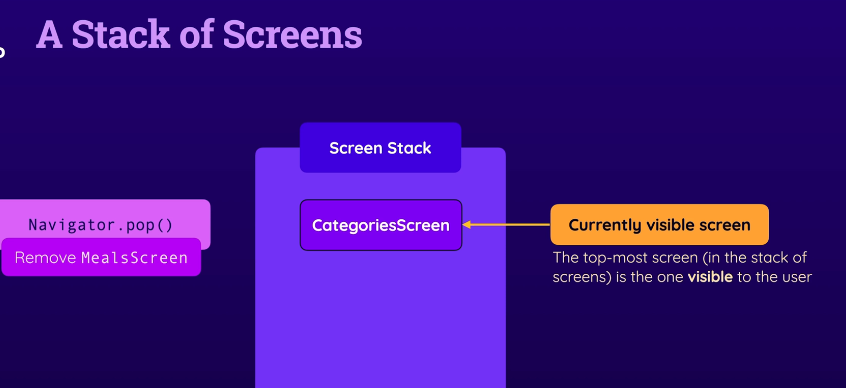 A Stack of Screens
Screen Stack
Navigator.pop()
Remove MealsScreen
CategoriesScreen
Currently visible screen
The top-most screen (in the stack of
screens) is the one visible to the user